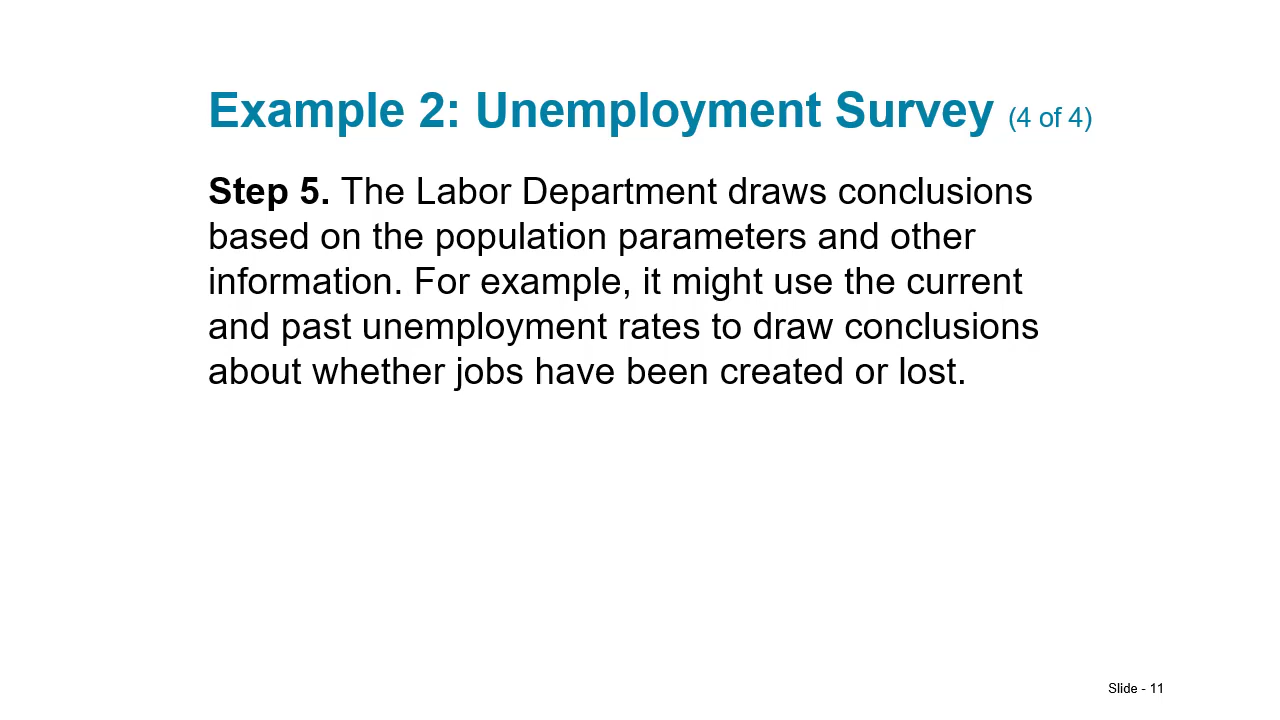 Example 2: Unemployment Survey (4 of 4)
Step 5. The Labor Department draws conclusions
based on the population parameters and other
information. For example, it might use the current
and past unemployment rates to draw conclusions
about whether jobs have been created or lost.
Slide - 11